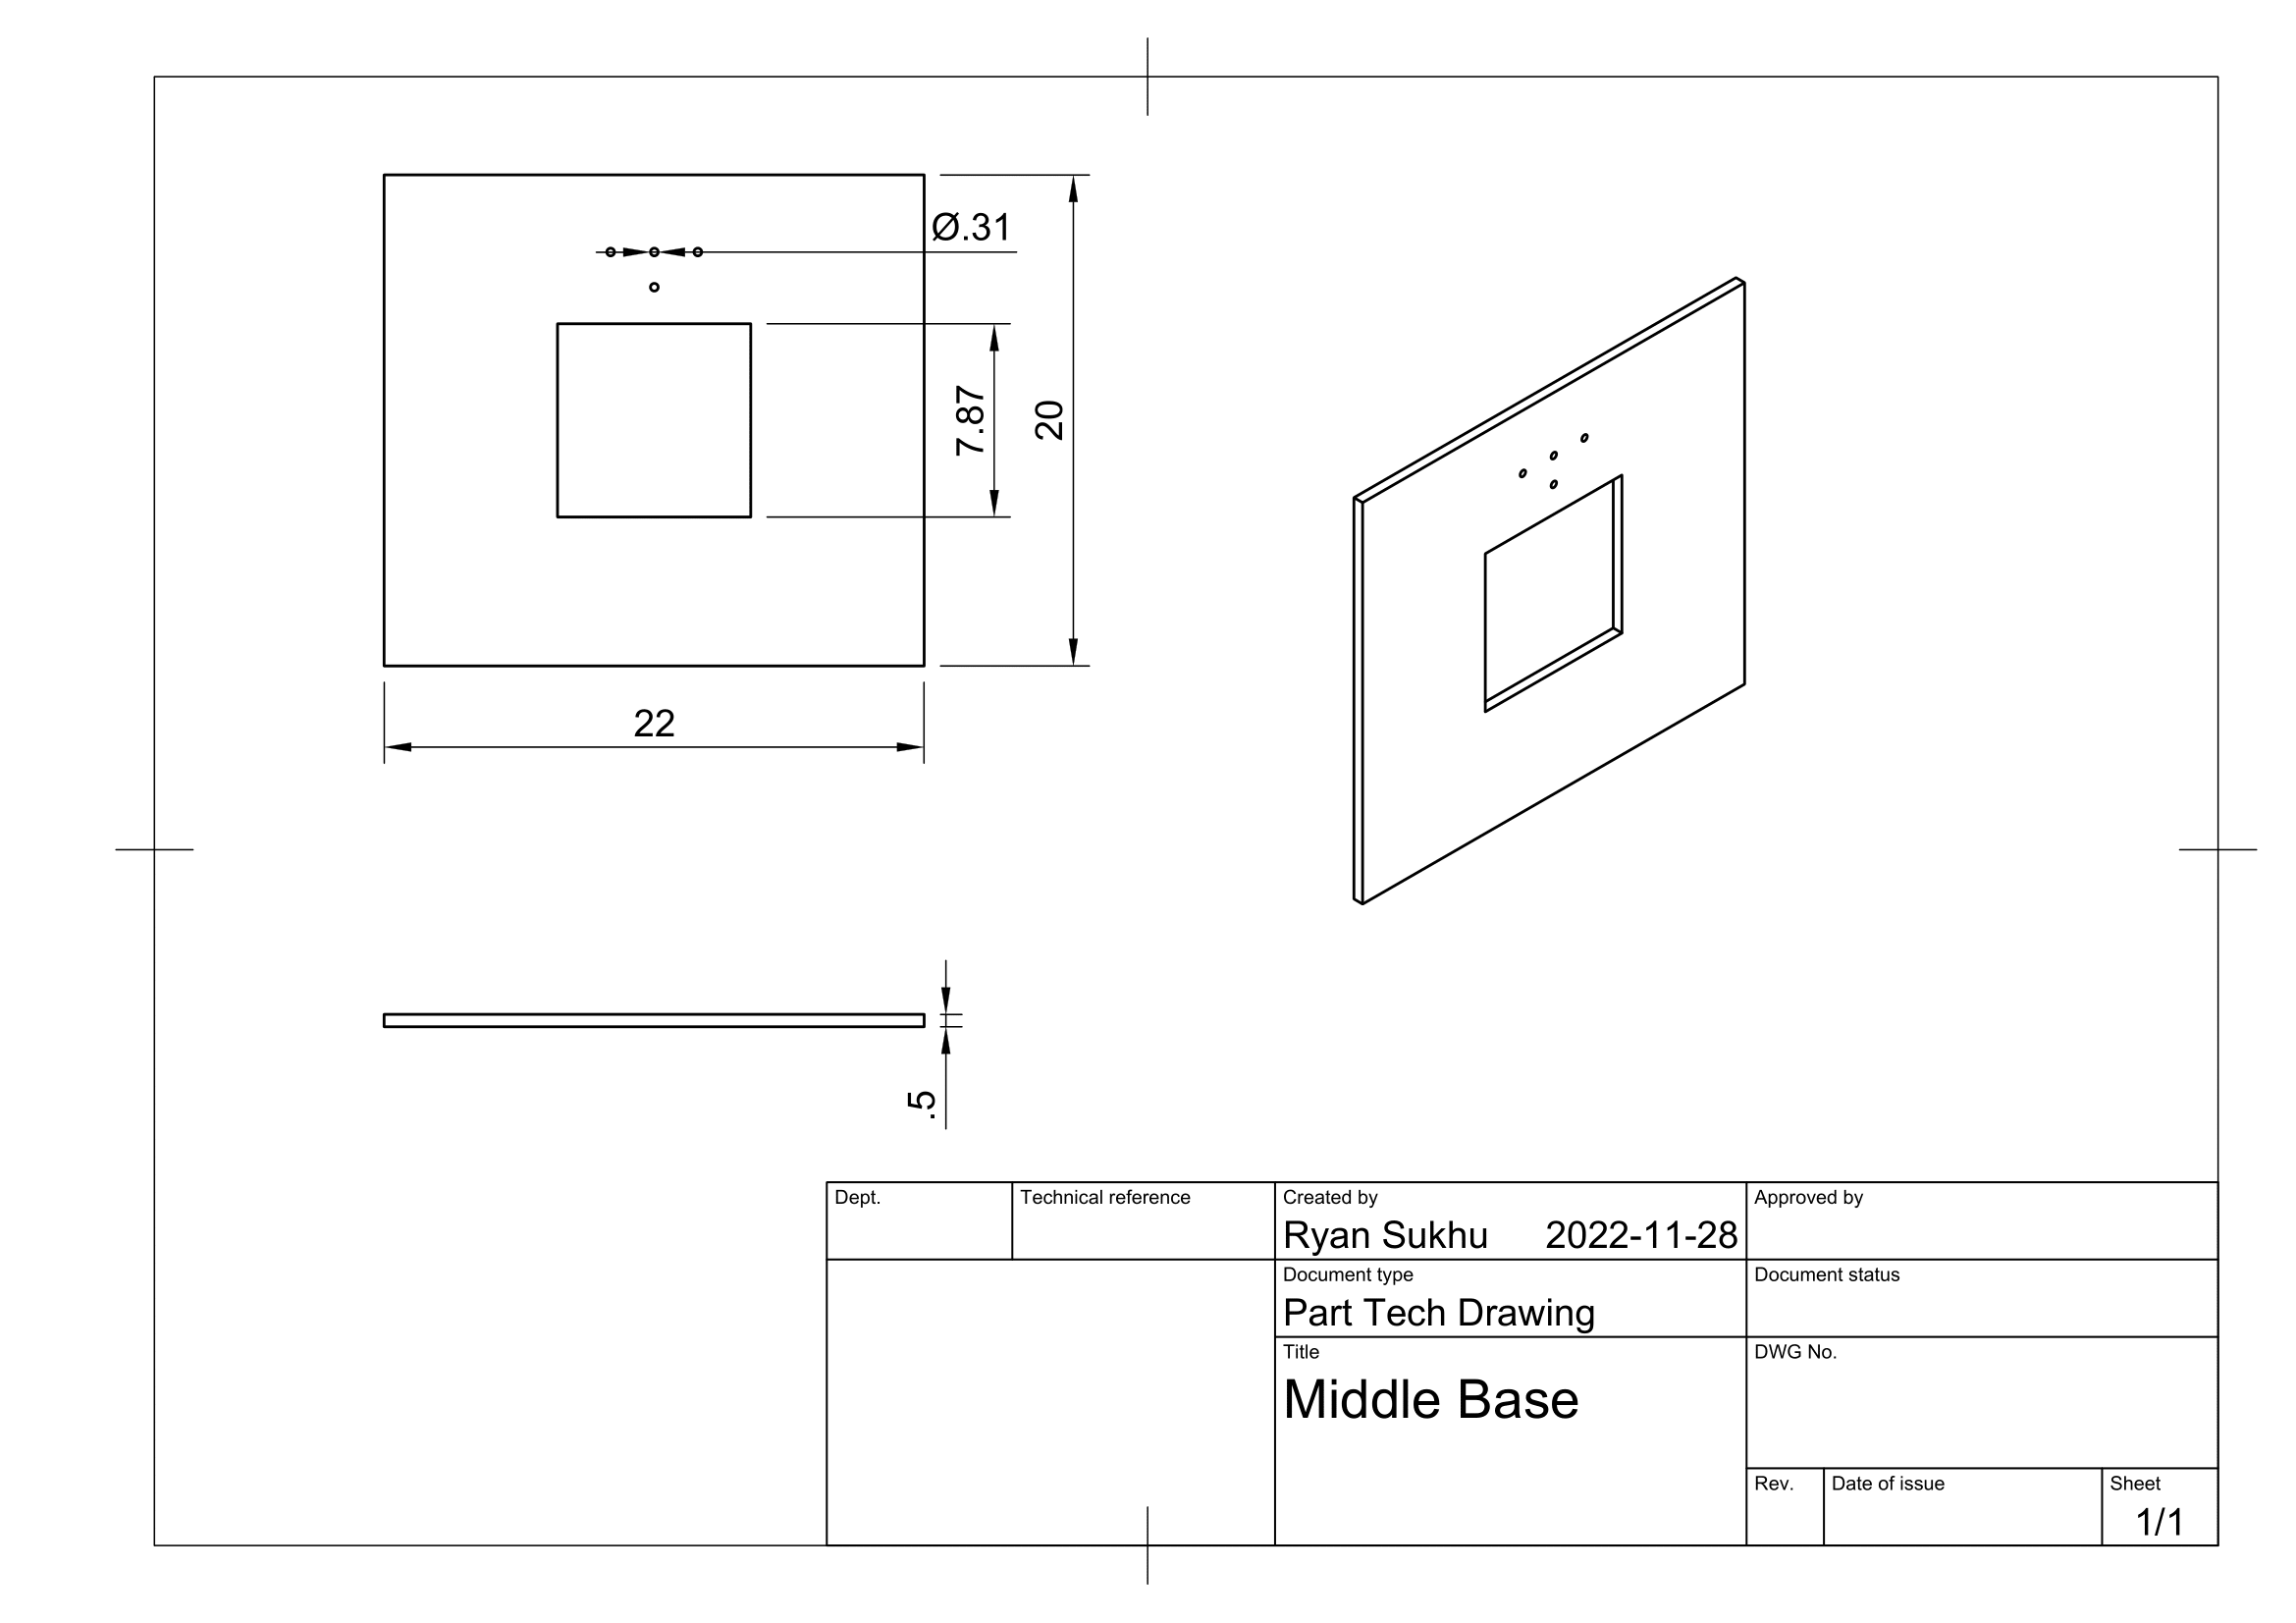 Ø.31
7.87
20
22
.5
Dept.
Technical reference
Created by
Approved by
Ryan Sukhu 2022-11-28
Document type
Document status
Part Tech Drawing
Title
DWG No.
Middle Base
Rev.
Date of issue
Sheet
1/1